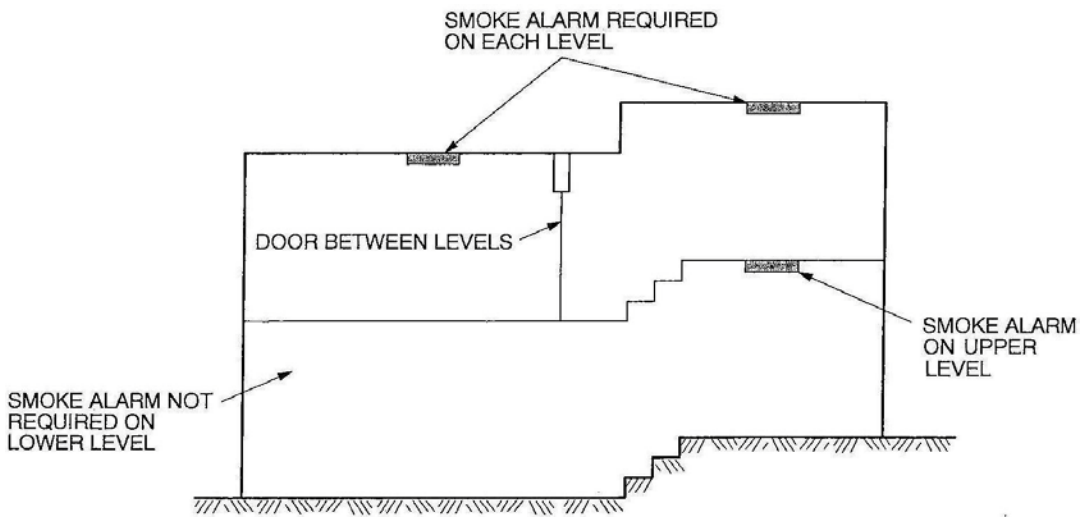 SMOKE ALARM REQUIRED
ON EACH LEVEL
DOOR BETWEEN LEVELS
SMOKE ALARM
ON UPPER
LEVEL
SMOKE ALARM NOT
REQUIRED ON
LOWER LEVEL